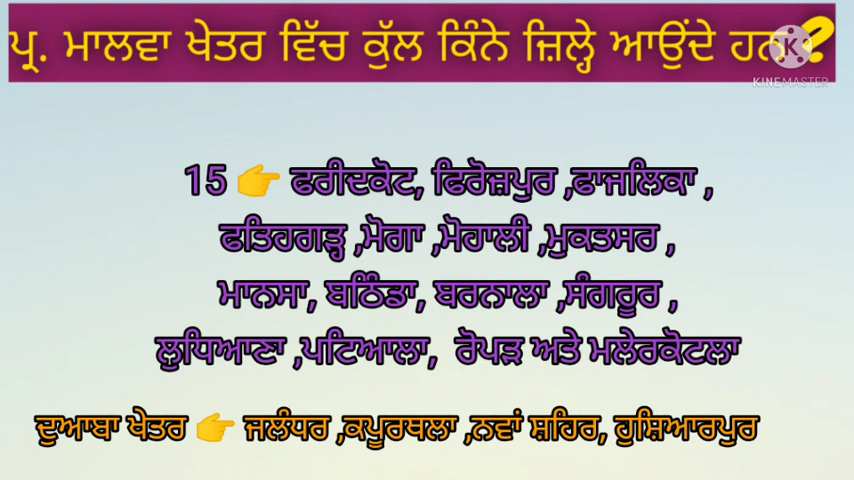 ਪ੍ਰ. ਮਾਲਵਾ ਖੇਤਰ ਵਿੱਚ ਕੁੱਲ ਕਿੰਨੇ ਜ਼ਿਲ੍ਹੇ ਆਉਂਦੇ ਹਨ ?
KINEMASTER
15 👉 ਫਰੀਦਕੋਟ, ਫਿਰੋਜ਼ਪੁਰ ,ਫਾਜਲਿਕਾ ,
ਫਤਿਹਗੜ੍ਹ ,ਮੋਗਾ ,ਮੋਹਾਲੀ ,ਮੁਕਤਸਰ ,
ਮਾਨਸਾ, ਬਠਿੰਡਾ, ਬਰਨਾਲਾ ,ਸੰਗਰੂਰ ,
ਲੁਧਿਆਣਾ ,ਪਟਿਆਲਾ, ਰੋਪੜ ਅਤੇ ਮਲੇਰਕੋਟਲਾ
ਦੁਆਬਾ ਖੇਤਰ 👉 ਜਲੰਧਰ ,ਕਪੂਰਥਲਾ ,ਨਵਾਂ ਸ਼ਹਿਰ, ਹੁਸ਼ਿਆਰਪੁਰ